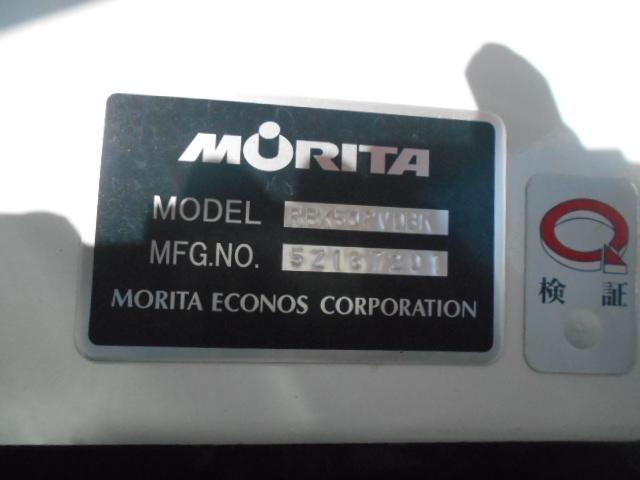 MORITA
MODEL
MFG.NO.
MORITA ECONOS CORPORATION
検 証